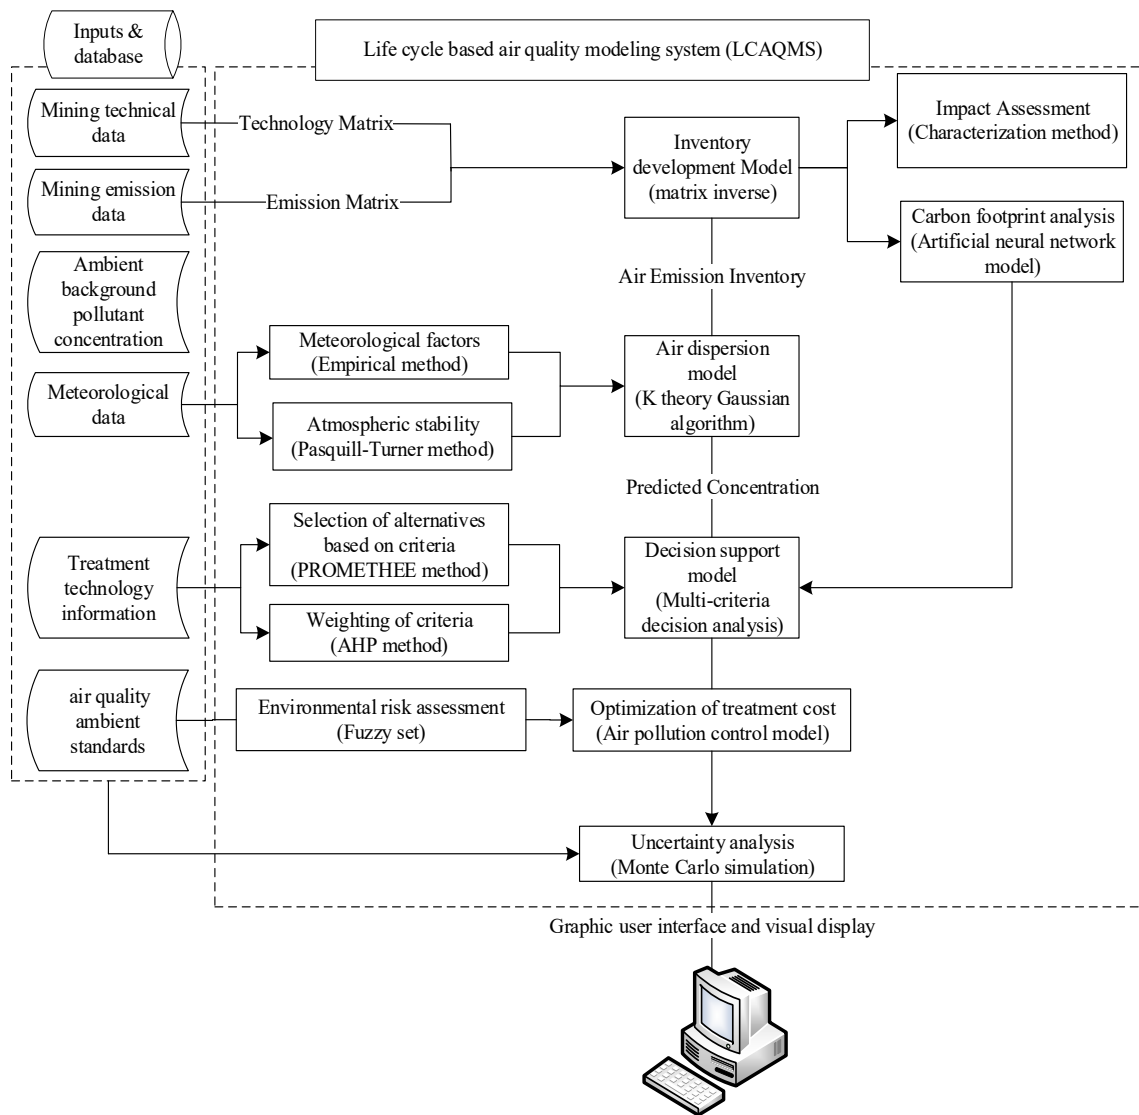 Inputs &
database
Life cycle based air quality modeling system (LCAQMS)
Mining technical
data
Technology Matrix
Mining emission
data
Emission Matrix
Inventory
development Model
(matrix inverse)
Impact Assessment
(Characterization method)
Carbon footprint analysis
(Artificial neural network
model)
Ambient
background
pollutant
concentration
Air Emission Inventory
Meteorological
data
Meteorological factors
(Empirical method)
Atmospheric stability
(Pasquill-Turner method)
Air dispersion
model
(K theory Gaussian
algorithm)
Predicted Concentration
Treatment
technology
information
Selection of alternatives
based on criteria
(PROMETHEE method)
Weighting of criteria
(AHP method)
Decision support
model
(Multi-criteria
decision analysis)
air quality
ambient
standards
Environmental risk assessment
(Fuzzy set)
Optimization of treatment cost
(Air pollution control model)
Uncertainty analysis
(Monte Carlo simulation)
Graphic user interface and visual display